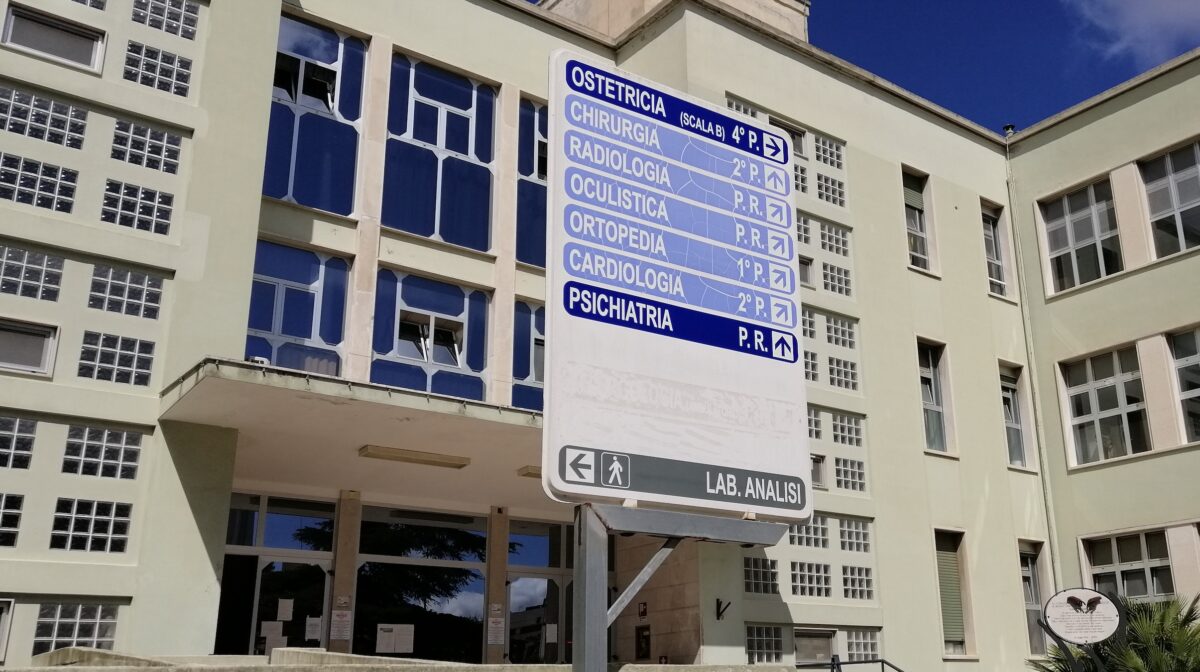 OSTETRICIA (SCALA B) 4° P.
CHIRURGIA 2° P.
RADIOLOGIA P. R.
OCULISTICA P. R.
ORTOPEDIA 1° P.
CARDIOLOGIA 2° P.
PSICHIATRIA P. R.
LAB. ANALISI